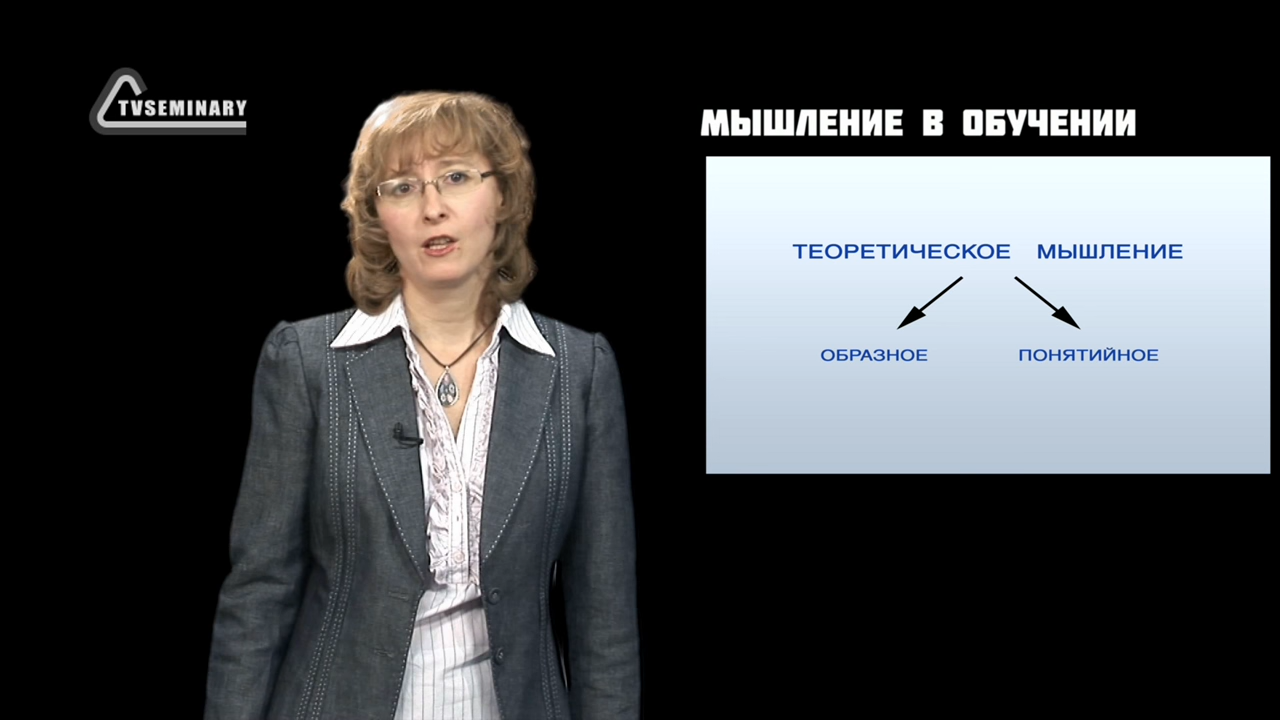 TVSEMINARY
МЫШЛЕНИЕ В ОБУЧЕНИИ
ТЕОРЕТИЧЕСКОЕ МЫШЛЕНИЕ
ОБРАЗНОЕ ПОНЯТИЙНОЕ